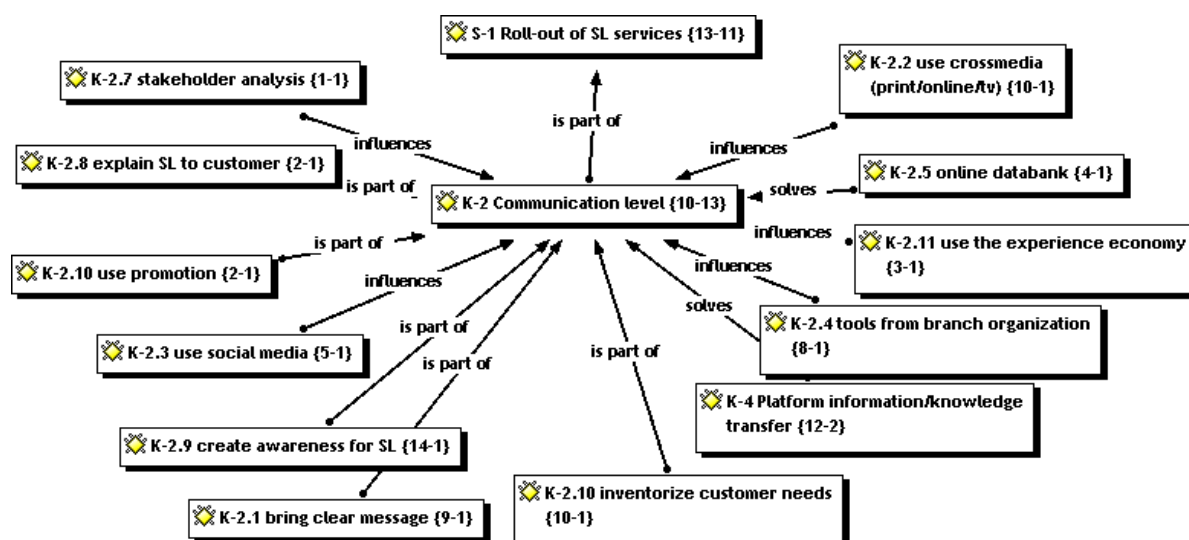 S-1 Roll-out of SL services {13-11}
K-2.7 stakeholder analysis {1-1}
K-2.2 use crossmedia
(print/online/tv) {10-1}
is part of
influences
influences
K-2.8 explain SL to customer {2-1}
K-2.5 online databank {4-1}
is part of
solves
K-2 Communication level {10-13}
influences
K-2.11 use the experience economy
{3-1}
is part of
K-2.10 use promotion {2-1}
influences
influences
solves
K-2.4 tools from branch organization
{8-1}
is part of
is part of
is part of
K-2.3 use social media {5-1}
K-4 Platform information/knowledge
transfer {12-2}
K-2.9 create awareness for SL {14-1}
K-2.10 inventorize customer needs
{10-1}
K-2.1 bring clear message {9-1}